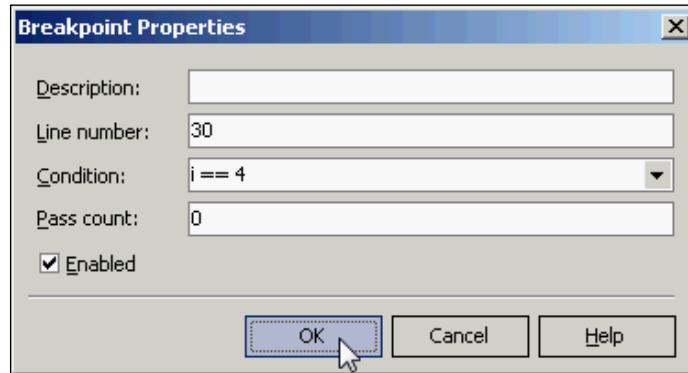 Breakpoint Properties
Description:
Line number: 30
Condition: i == 4
Pass count: 0
Enabled
OK Cancel Help